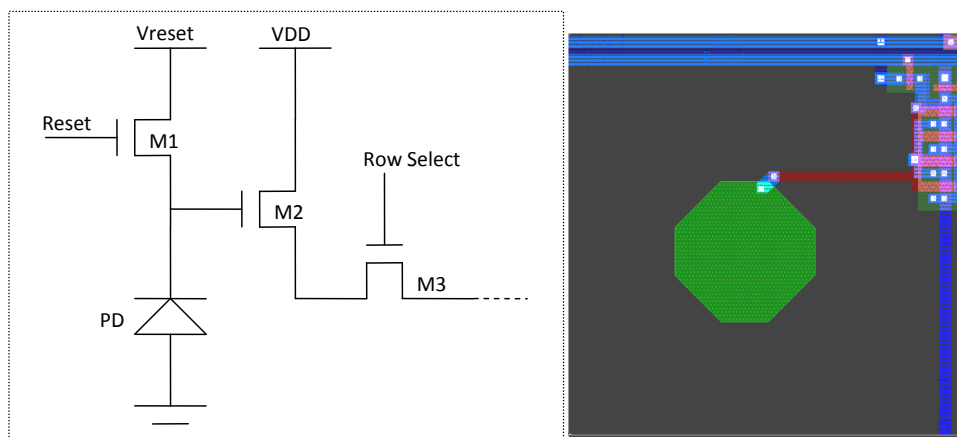 Vreset
VDD
Reset
M1
Row Select
M2
M3
PD